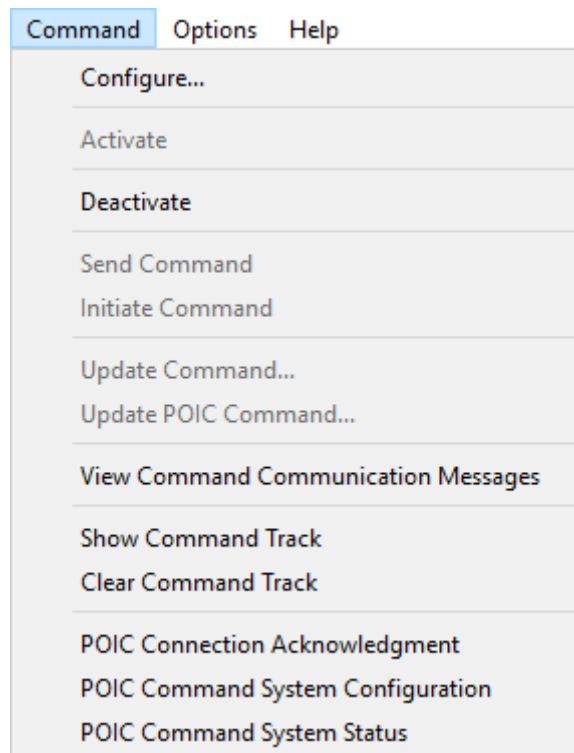 Command Options Help
Configure...
Activate
Deactivate
Send Command
Initiate Command
Update Command...
Update POIC Command...
View Command Communication Messages
Show Command Track
Clear Command Track
POIC Connection Acknowledgment
POIC Command System Configuration
POIC Command System Status